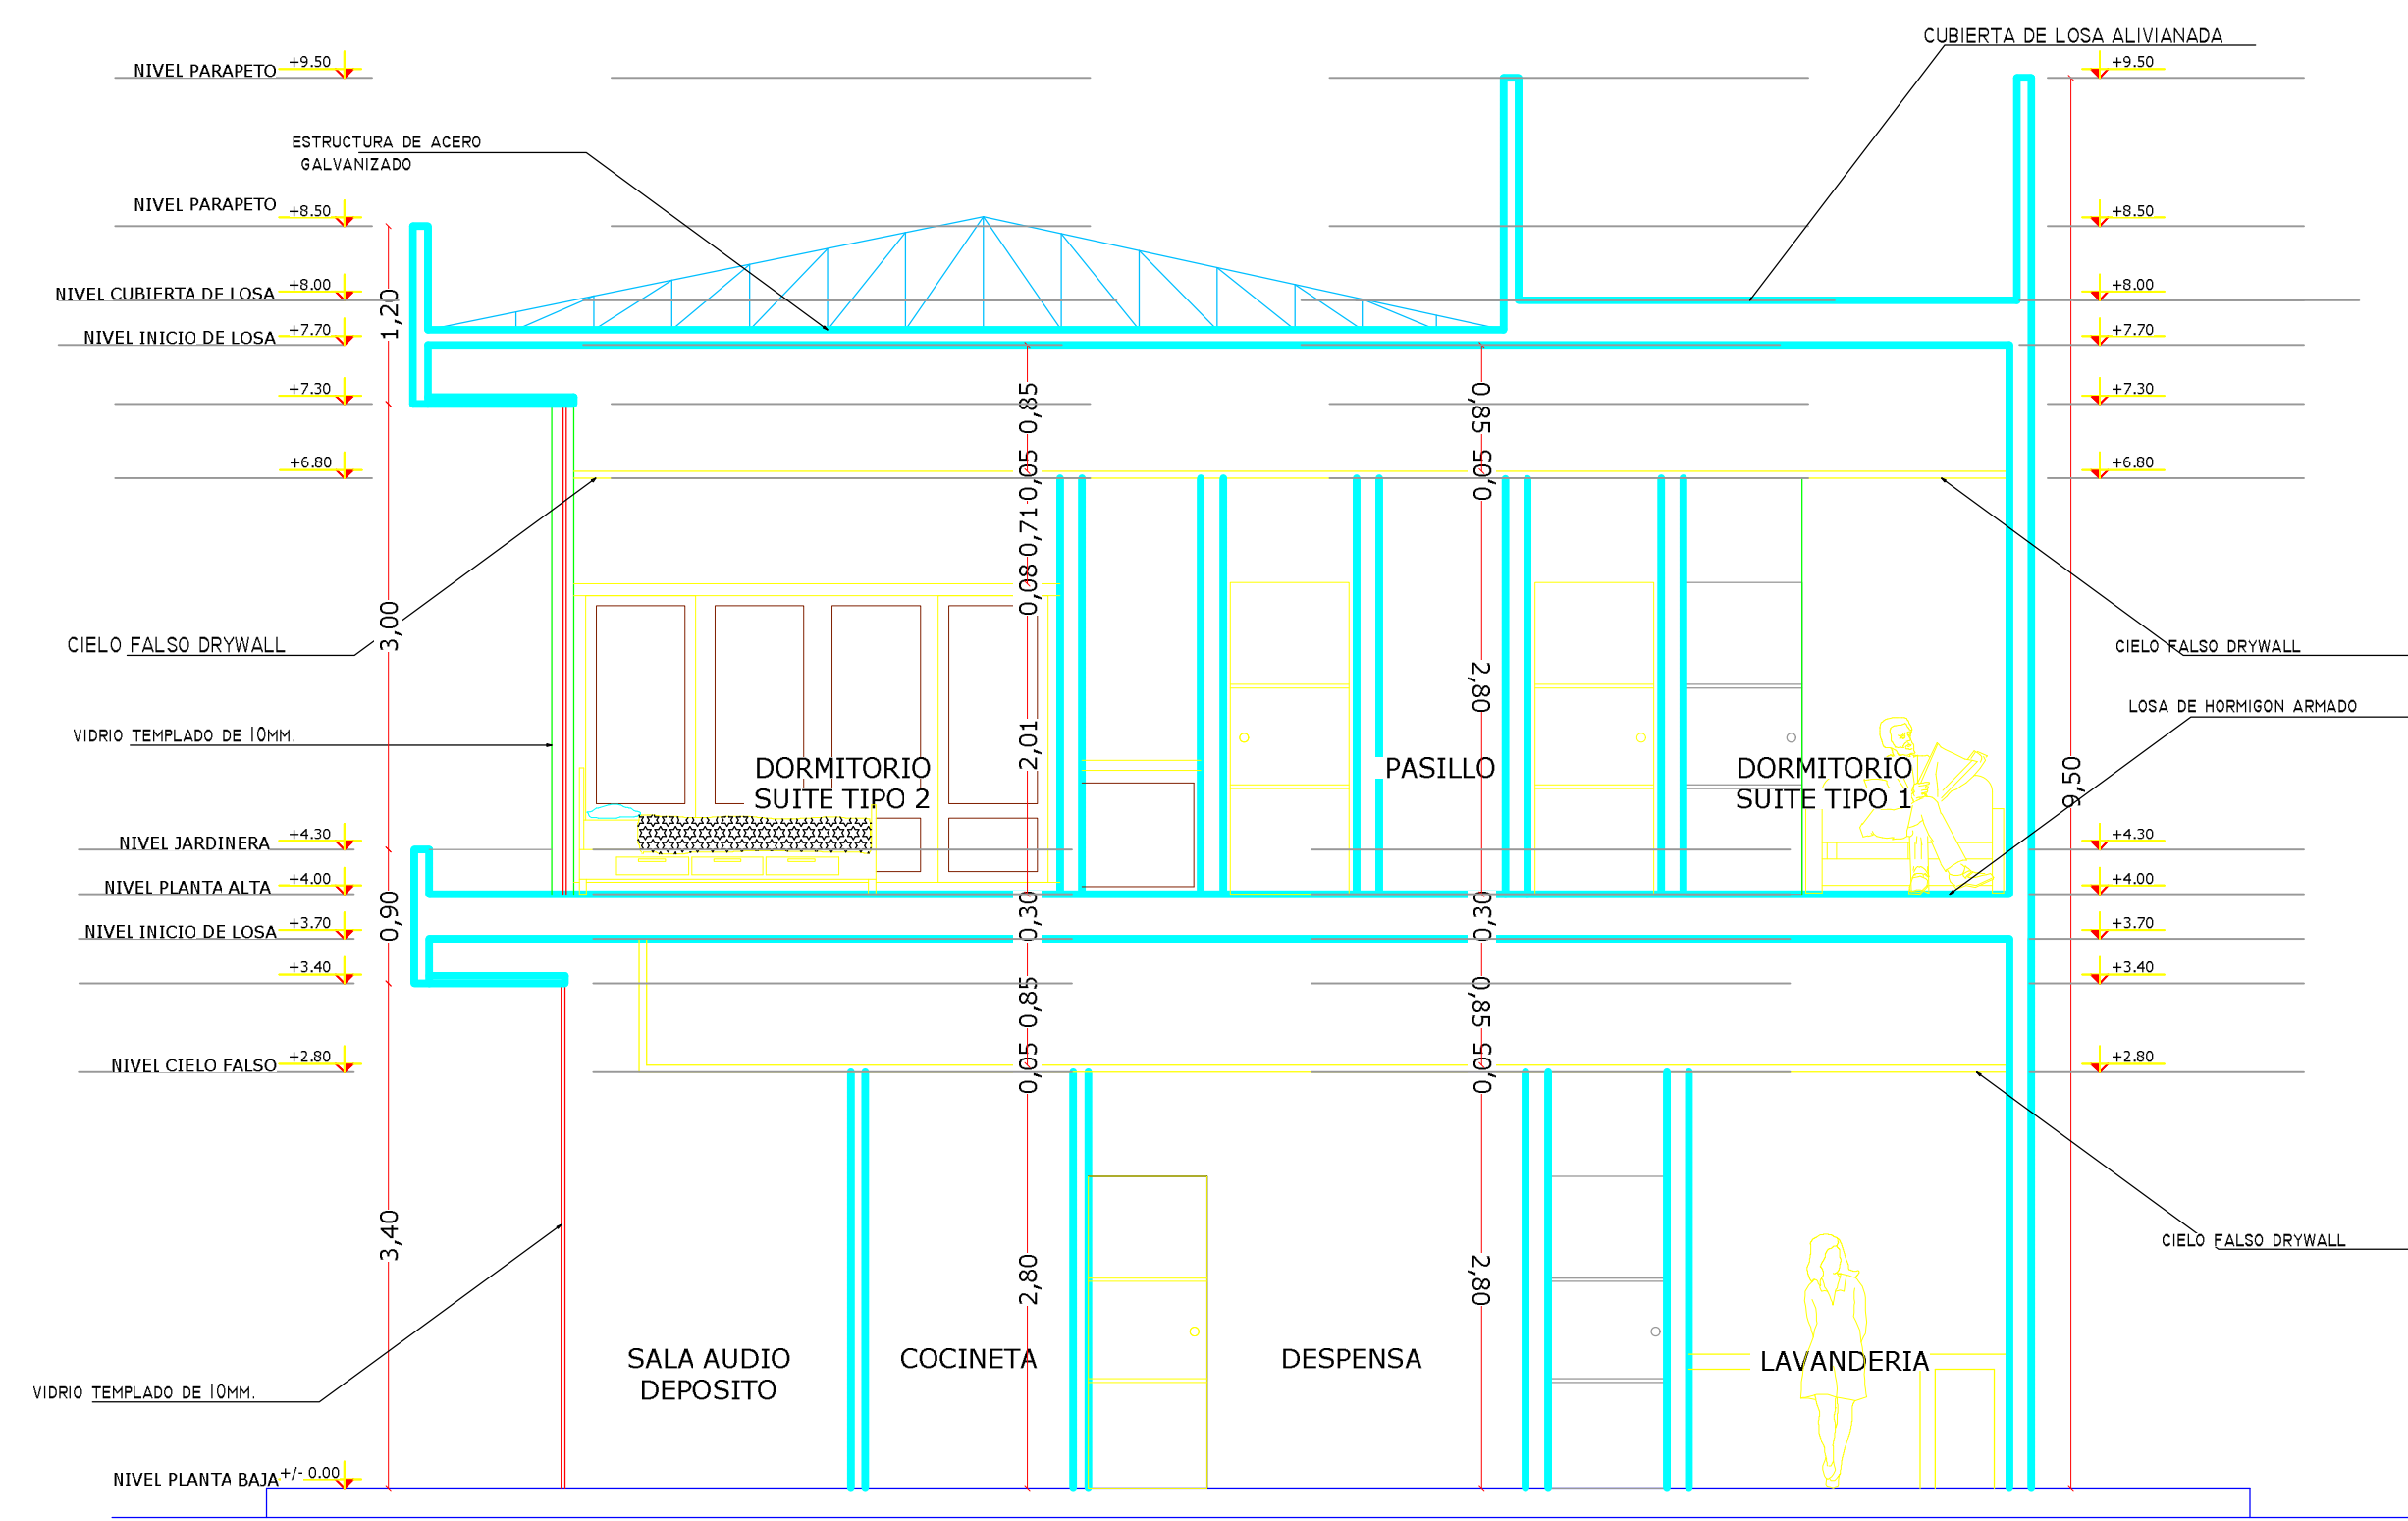 CUBIERTA DE LOSA ALIVIANADA
NIVEL PARAPETO +9.50 +9.50
ESTRUCTURA DE ACERO
GALVANIZADO
NIVEL PARAPETO +8.50 +8.50
NIVEL CUBIERTA DE LOSA +8.00 +8.00
1,20
NIVEL INICIO DE LOSA +7.70 +7.70
+7.30 0,85 0,85 +7.30
+6.80 0,05 0,05 +6.80
0,71
0,08
3,00
CIELO FALSO DRYWALL CIELO FALSO DRYWALL
2,80
LOSA DE HORMIGON ARMADO
VIDRIO TEMPLADO DE 10MM. 2,01
DORMITORIO PASILLO DORMITORIO 9,50
SUITE TIPO 2 SUITE TIPO 1
NIVEL JARDINERA +4.30 +4.30
NIVEL PLANTA ALTA +4.00 +4.00
0,90 0,30 0,30
NIVEL INICIO DE LOSA +3.70 +3.70
+3.40 +3.40
0,85 0,85
NIVEL CIELO FALSO +2.80 0,05 0,05 +2.80
3,40 CIELO FALSO DRYWALL
2,80 2,80
SALA AUDIO COCINETA DESPENSA LAVANDERIA
DEPOSITO
VIDRIO TEMPLADO DE 10MM.
NIVEL PLANTA BAJA +/- 0.00